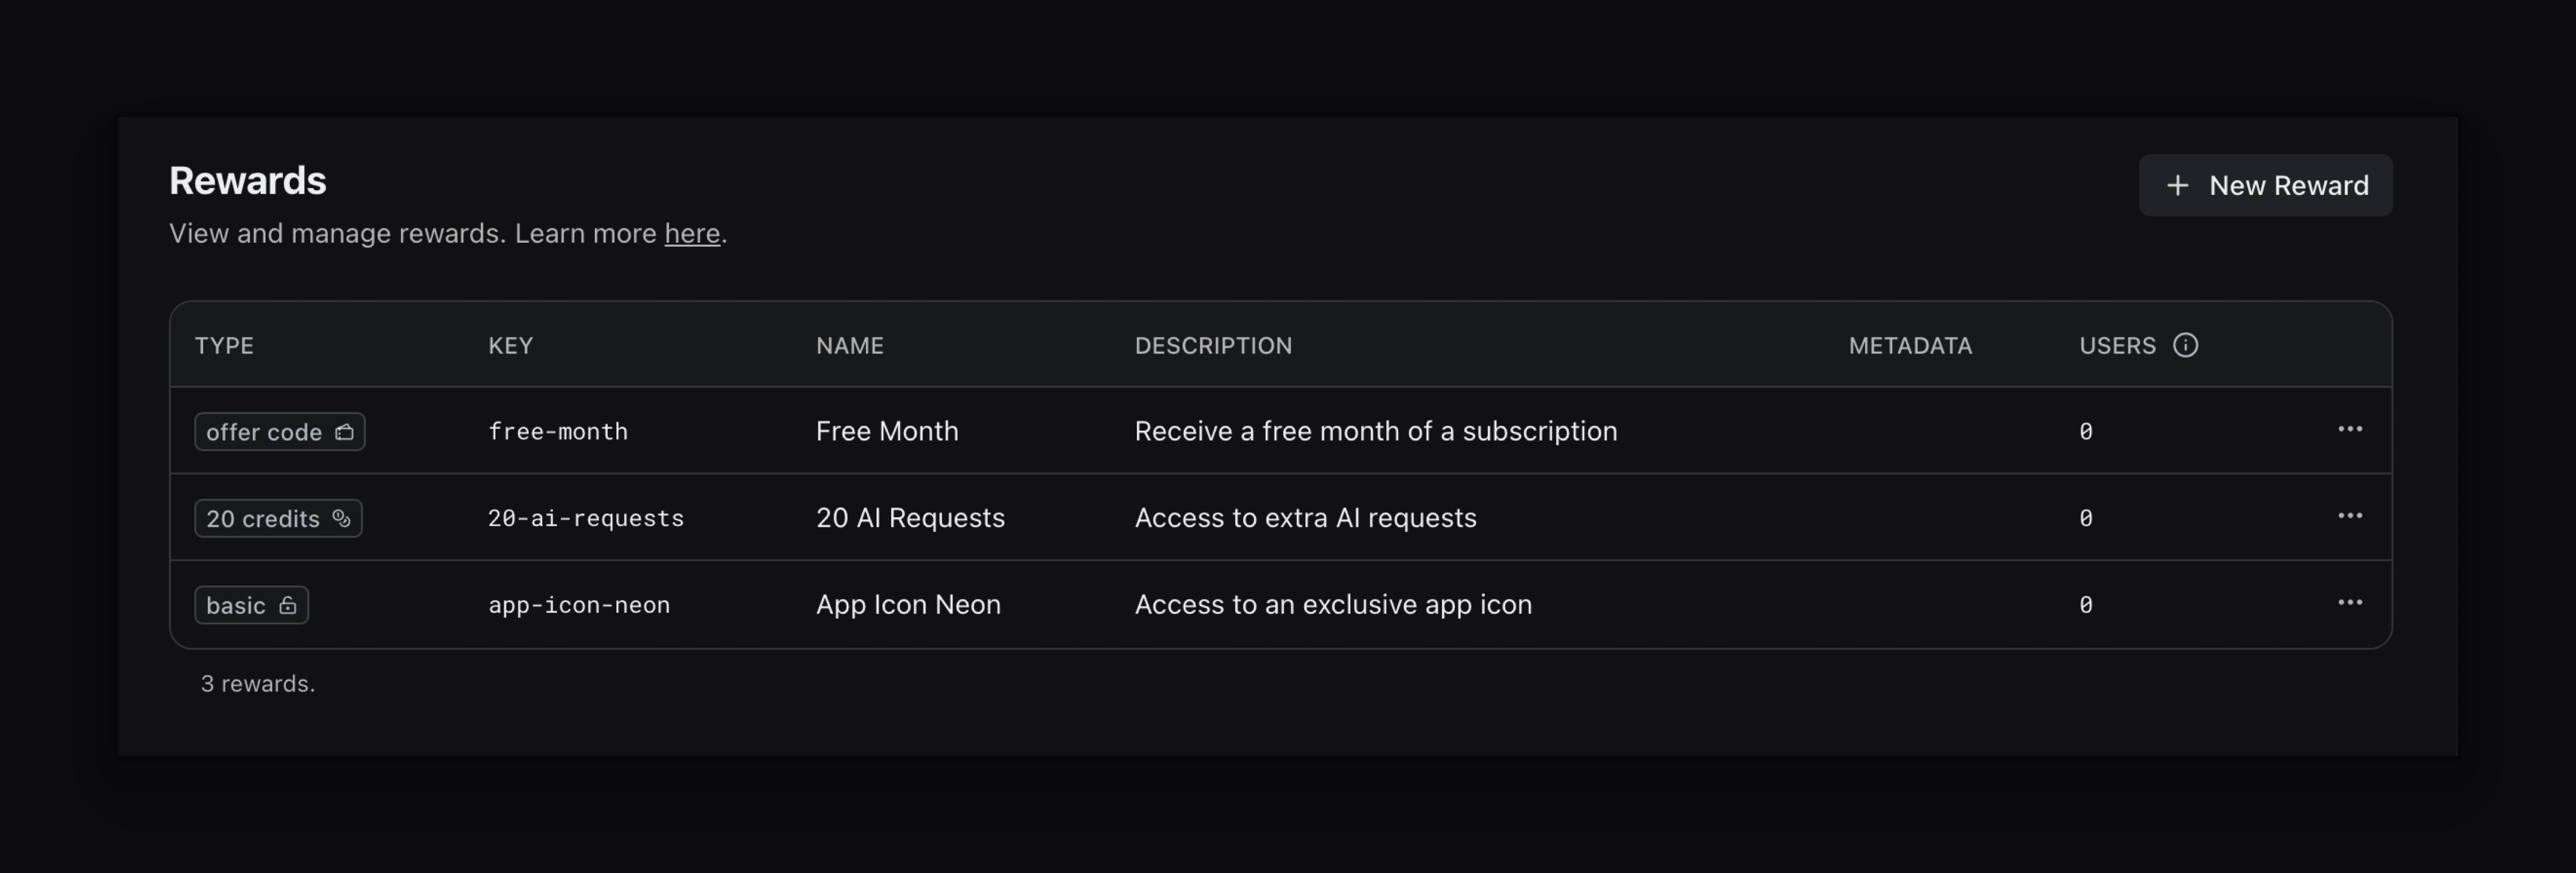 Rewards
+ New Reward
View and manage rewards. Learn more here.
TYPE KEY NAME DESCRIPTION METADATA USERS
offer code free-month Free Month Receive a free month of a subscription 0
20 credits 20-ai-requests 20 AI Requests Access to extra AI requests 0
basic app-icon-neon App Icon Neon Access to an exclusive app icon 0
3 rewards.